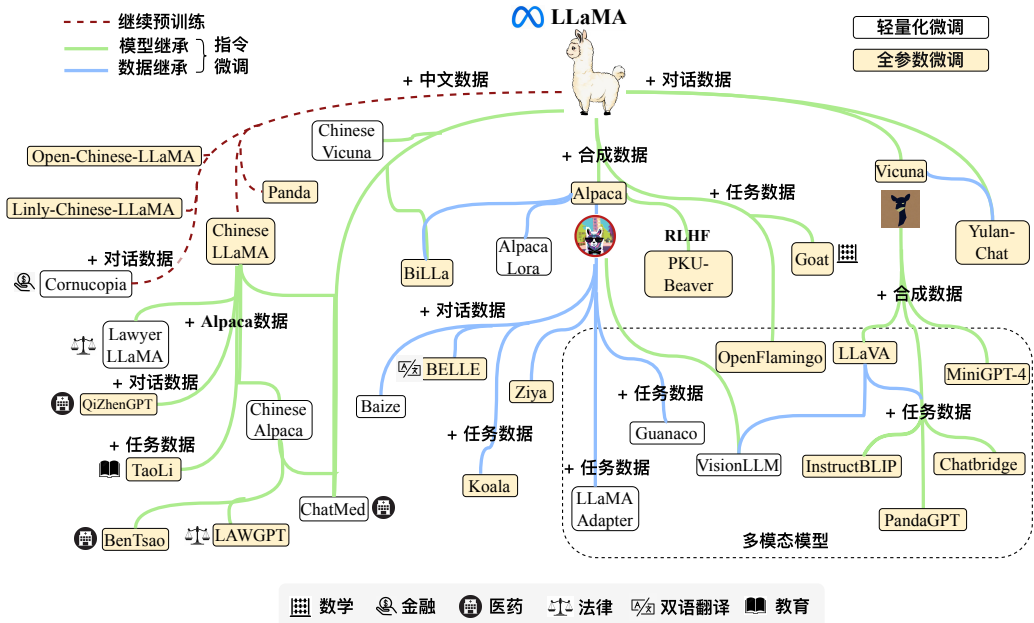 LLaMA
继续预训练
模型继承
数据继承
指令
微调
轻量化微调
全参数微调
+ 中文数据
+ 对话数据
Chinese
Vicuna
+ 合成数据
Open-Chinese-LLaMA
Panda
Alpaca
+ 任务数据
Vicuna
Linly-Chinese-LLaMA
Chinese
LLaMA
Alpaca
Lora
RLHF
Goat
Yulan-
Chat
+ 对话数据
BiLLa
PKU-
Beaver
Cornucopia
+ 合成数据
Lawyer
LLaMA
+ Alpaca数据
+ 对话数据
OpenFlamingo
LLaVA
MiniGPT-4
+ 对话数据
BELLE
Ziya
QiZhenGPT
Baize
+ 任务数据
+ 任务数据
Chinese
Alpaca
Guanaco
+ 任务数据
+ 任务数据
TaoLi
Koala
+ 任务数据
VisionLLM
InstructBLIP
Chatbridge
ChatMed
LLaMA
Adapter
PandaGPT
BenTsao
LAWGPT
多模态模型
数学
金融
医药
法律
双语翻译
教育